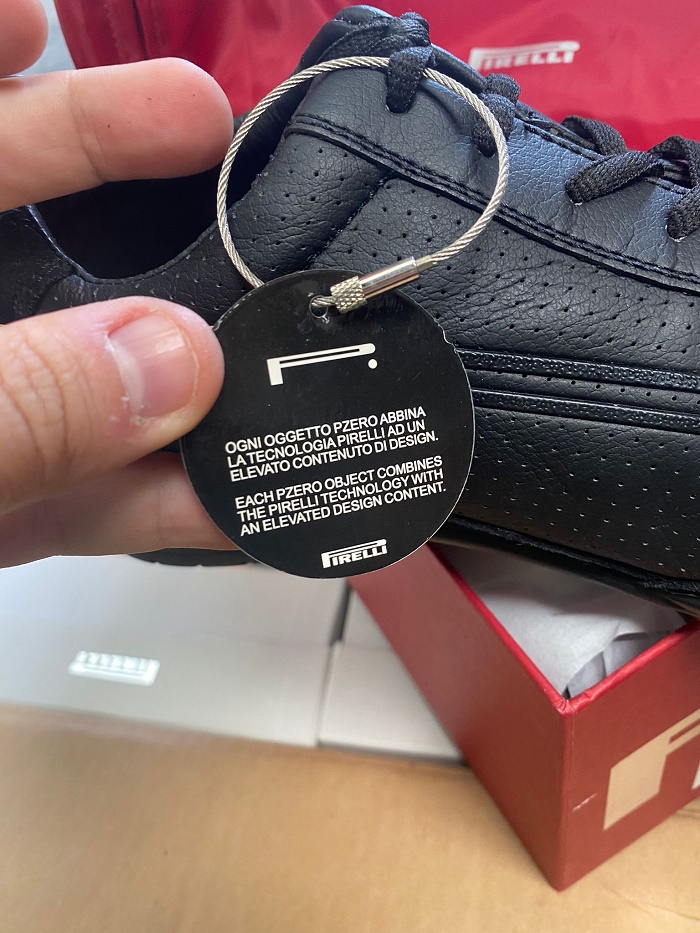 PIRELLI
OGNI OGGETTO PZERO ABBINA
LA TECNOLOGIA PIRELLI AD UN
ELEVATO CONTENUTO DI DESIGN.
EACH PZERO OBJECT COMBINES
THE PIRELLI TECHNOLOGY WITH
AN ELEVATED DESIGN CONTENT.
PIRELLI